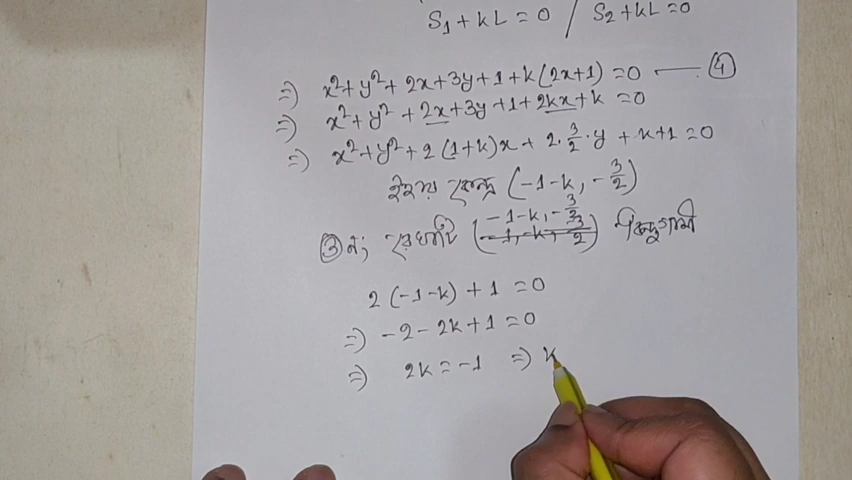 S₁ + kL = 0 / S₂ + kL = 0
⇒ x² + y² + 2x + 3y + 1 + k(2x+1) = 0 —— ④
⇒ x² + y² + 2x + 3y + 1 + 2kx + k = 0
⇒ x² + y² + 2(1+k)x + 2·3/2·y + k + 1 = 0
ইহার কেন্দ্র (-1-k, -3/2)
③ নং রেখাটি (-1-k, -3/2) বিন্দুগামী
2(-1-k) + 1 = 0
⇒ -2 - 2k + 1 = 0
⇒ 2k = -1 ⇒ k